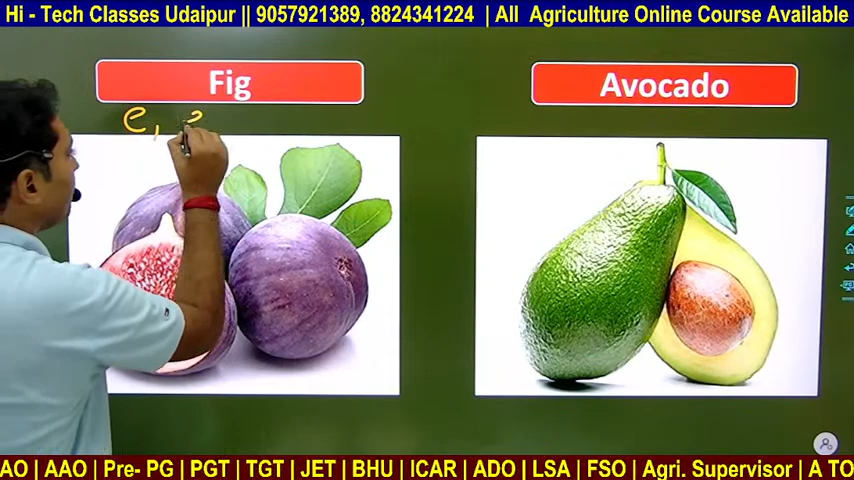 Hi - Tech Classes Udaipur || 9057921389, 8824341224 | All Agriculture Online Course Available
Fig
Avocado
e,
AO | AAO | Pre- PG | PGT | TGT | JET | BHU | ICAR | ADO | LSA | FSO | Agri. Supervisor | A TO